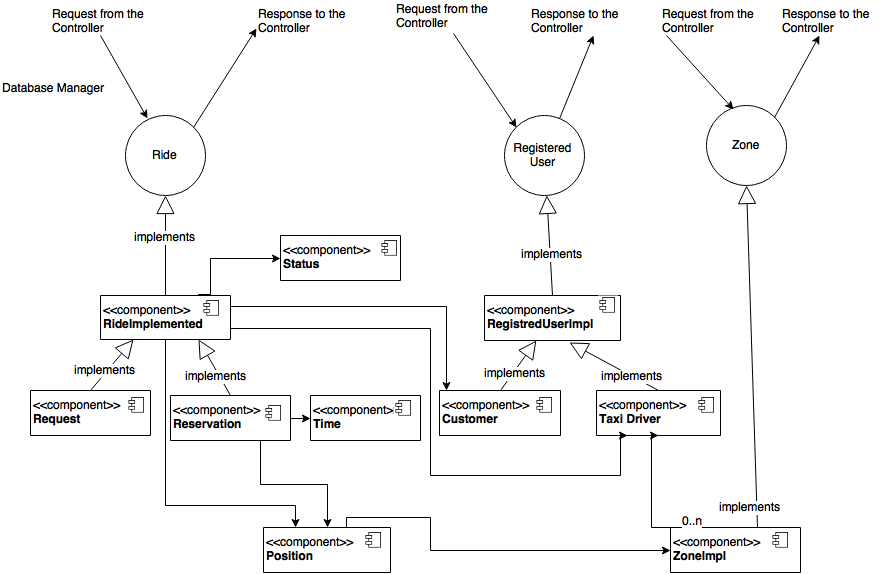 Request from the
Controller
Response to the
Controller
Request from the
Controller
Response to the
Controller
Request from the
Controller
Response to the
Controller
Database Manager
Ride
Registered
User
Zone
implements
implements
<<component>>
Status
<<component>>
RideImplemented
<<component>>
RegistredUserImpl
implements
implements
implements
implements
<<component>>
Request
<<component>>
Reservation
<<component>
Time
<<component>>
Customer
<<component>>
Taxi Driver
implements
0..n
<<component>>
Position
<<component>>
ZoneImpl